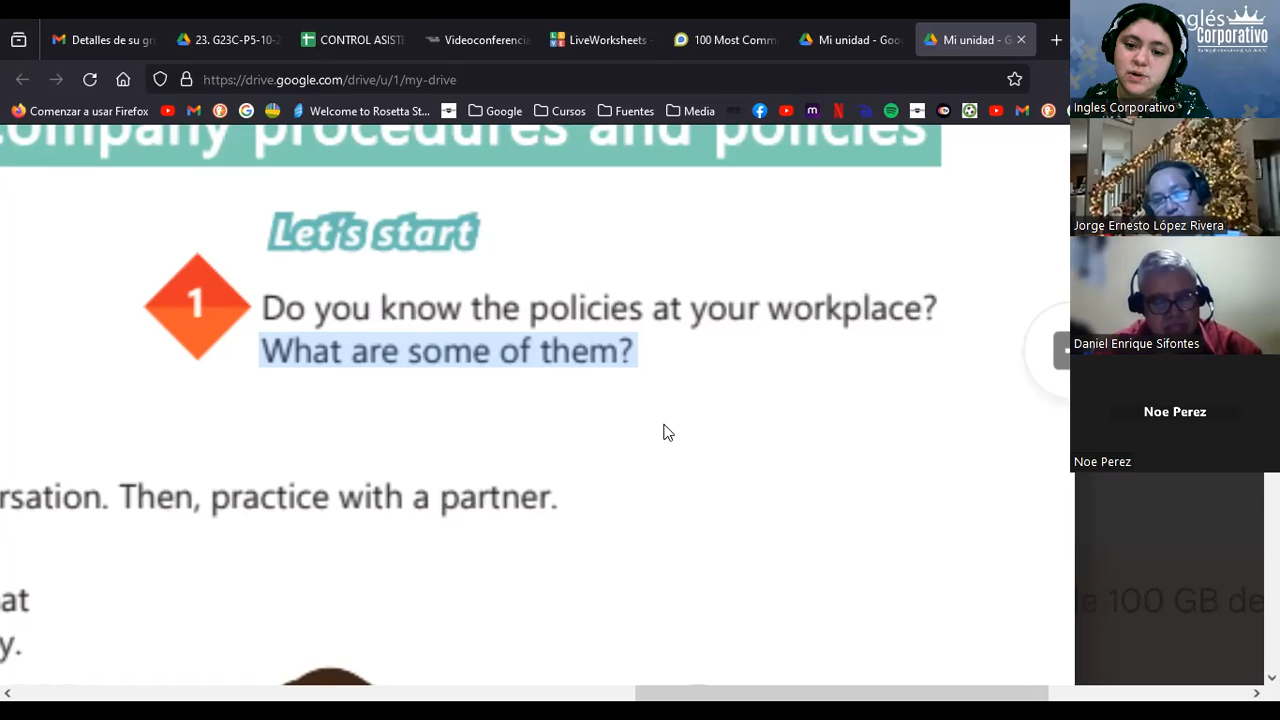 Detalles de su gr
23. G23C-P5-10-2
CONTROL ASIST
Videoconferencia
LiveWorksheets -
100 Most Comm
Mi unidad - Goo
Mi unidad - G
https://drive.google.com/drive/u/1/my-drive
Comenzar a usar Firefox
Welcome to Rosetta St...
Google
Cursos
Fuentes
Media
company procedures and policies
Let's start
1
Do you know the policies at your workplace?
What are some of them?
rsation. Then, practice with a partner.
at
y.
Inglés
Corporativo
Ingles Corporativo
Jorge Ernesto López Rivera
Daniel Enrique Sifontes
Noe Perez
Noe Perez
e 100 GB de